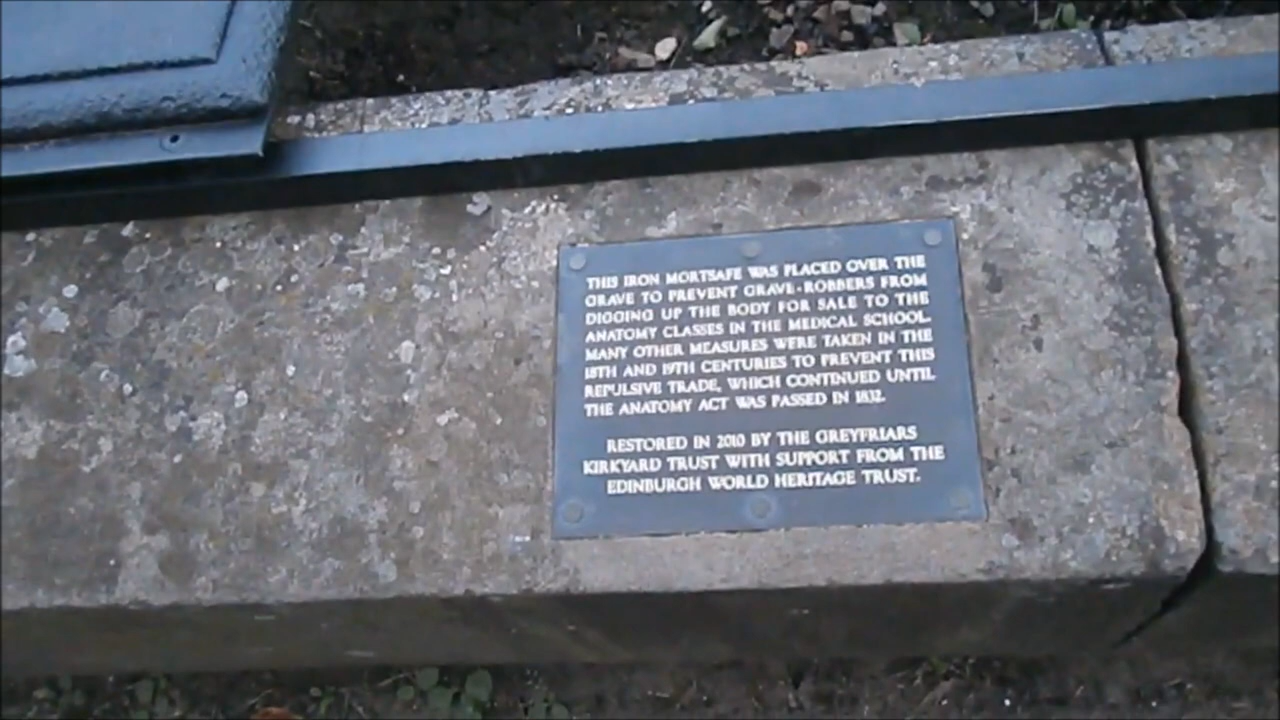 THIS IRON MORTSAFE WAS PLACED OVER THE
GRAVE TO PREVENT GRAVE-ROBBERS FROM
DIGGING UP THE BODY FOR SALE TO THE
ANATOMY CLASSES IN THE MEDICAL SCHOOL.
MANY OTHER MEASURES WERE TAKEN IN THE
18TH AND 19TH CENTURIES TO PREVENT THIS
REPULSIVE TRADE, WHICH CONTINUED UNTIL
THE ANATOMY ACT WAS PASSED IN 1832.
RESTORED IN 2010 BY THE GREYFRIARS
KIRKYARD TRUST WITH SUPPORT FROM THE
EDINBURGH WORLD HERITAGE TRUST.